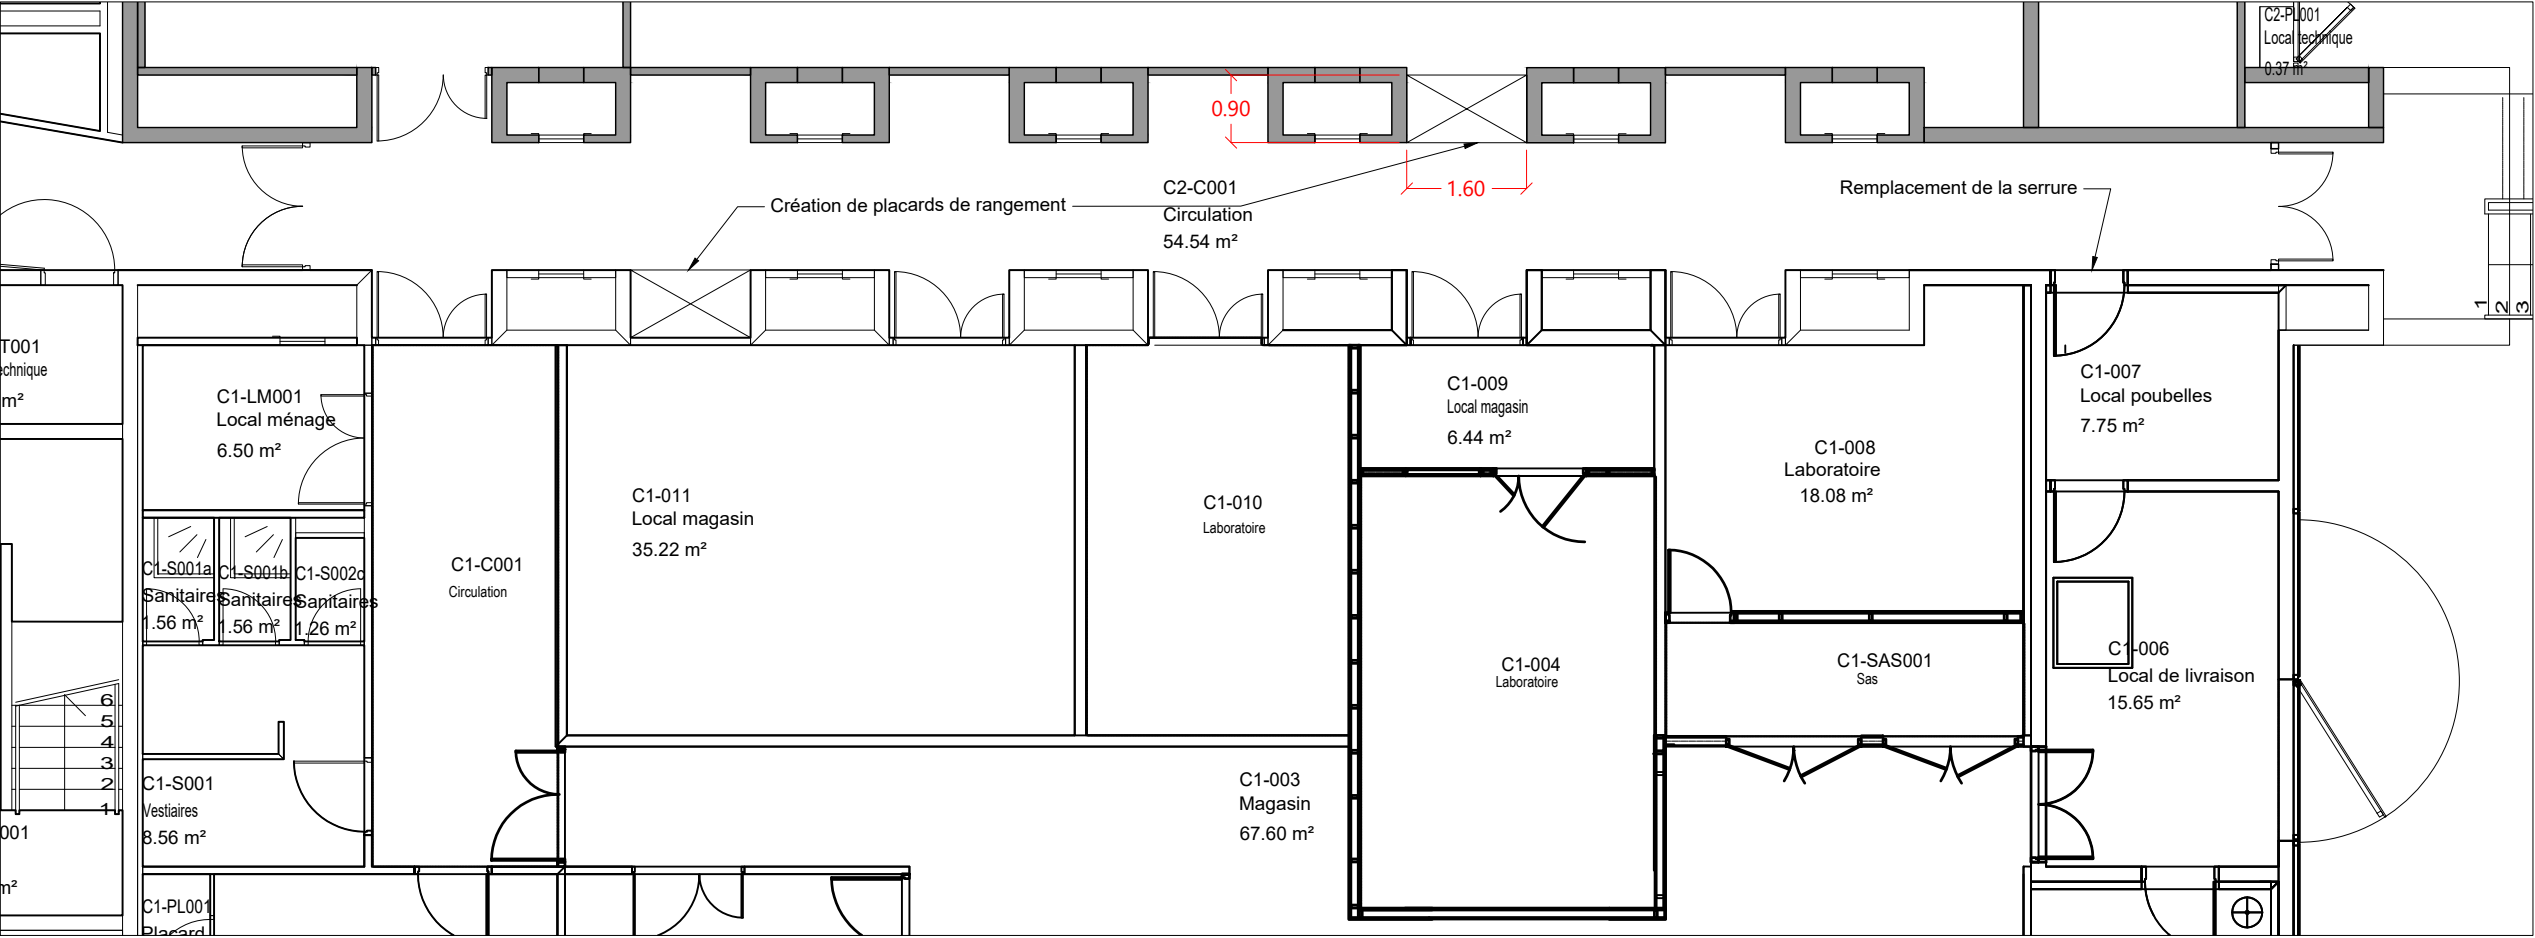 C2-PL001
Local technique
0.37 m²
0.90
1.60
C2-C001
Circulation
54.54 m²
Création de placards de rangement
Remplacement de la serrure
1
2
3
T001
echnique
m²
C1-LM001
Local ménage
6.50 m²
C1-011
Local magasin
35.22 m²
C1-010
Laboratoire
C1-009
Local magasin
6.44 m²
C1-008
Laboratoire
18.08 m²
C1-007
Local poubelles
7.75 m²
C1-C001
Circulation
C1-S001a
Sanitaires
1.56 m²
C1-S001b
Sanitaires
1.56 m²
C1-S002c
Sanitaires
1.26 m²
C1-004
Laboratoire
C1-SAS001
Sas
C1-006
Local de livraison
15.65 m²
6
5
4
3
2
1
C1-S001
Vestiaires
8.56 m²
C1-003
Magasin
67.60 m²
001
m²
C1-PL001
Placard